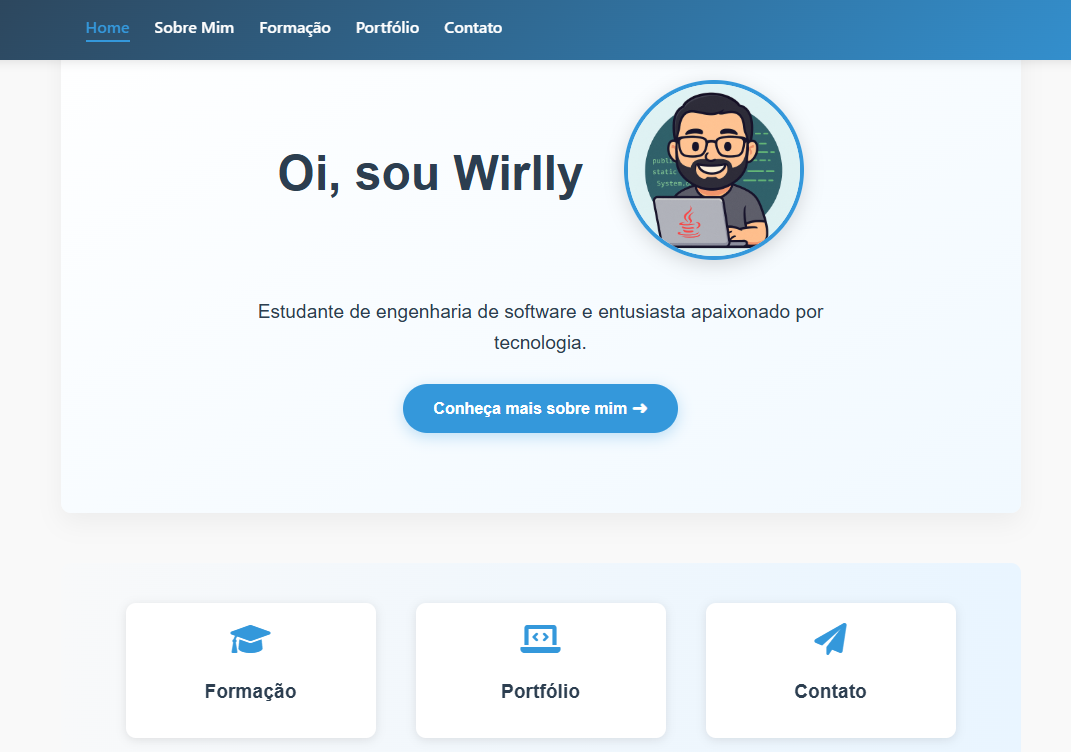 Home Sobre Mim Formação Portfólio Contato
Oi, sou Wirlly
publi
static
System.
Estudante de engenharia de software e entusiasta apaixonado por
tecnologia.
Conheça mais sobre mim ➜
Formação Portfólio Contato